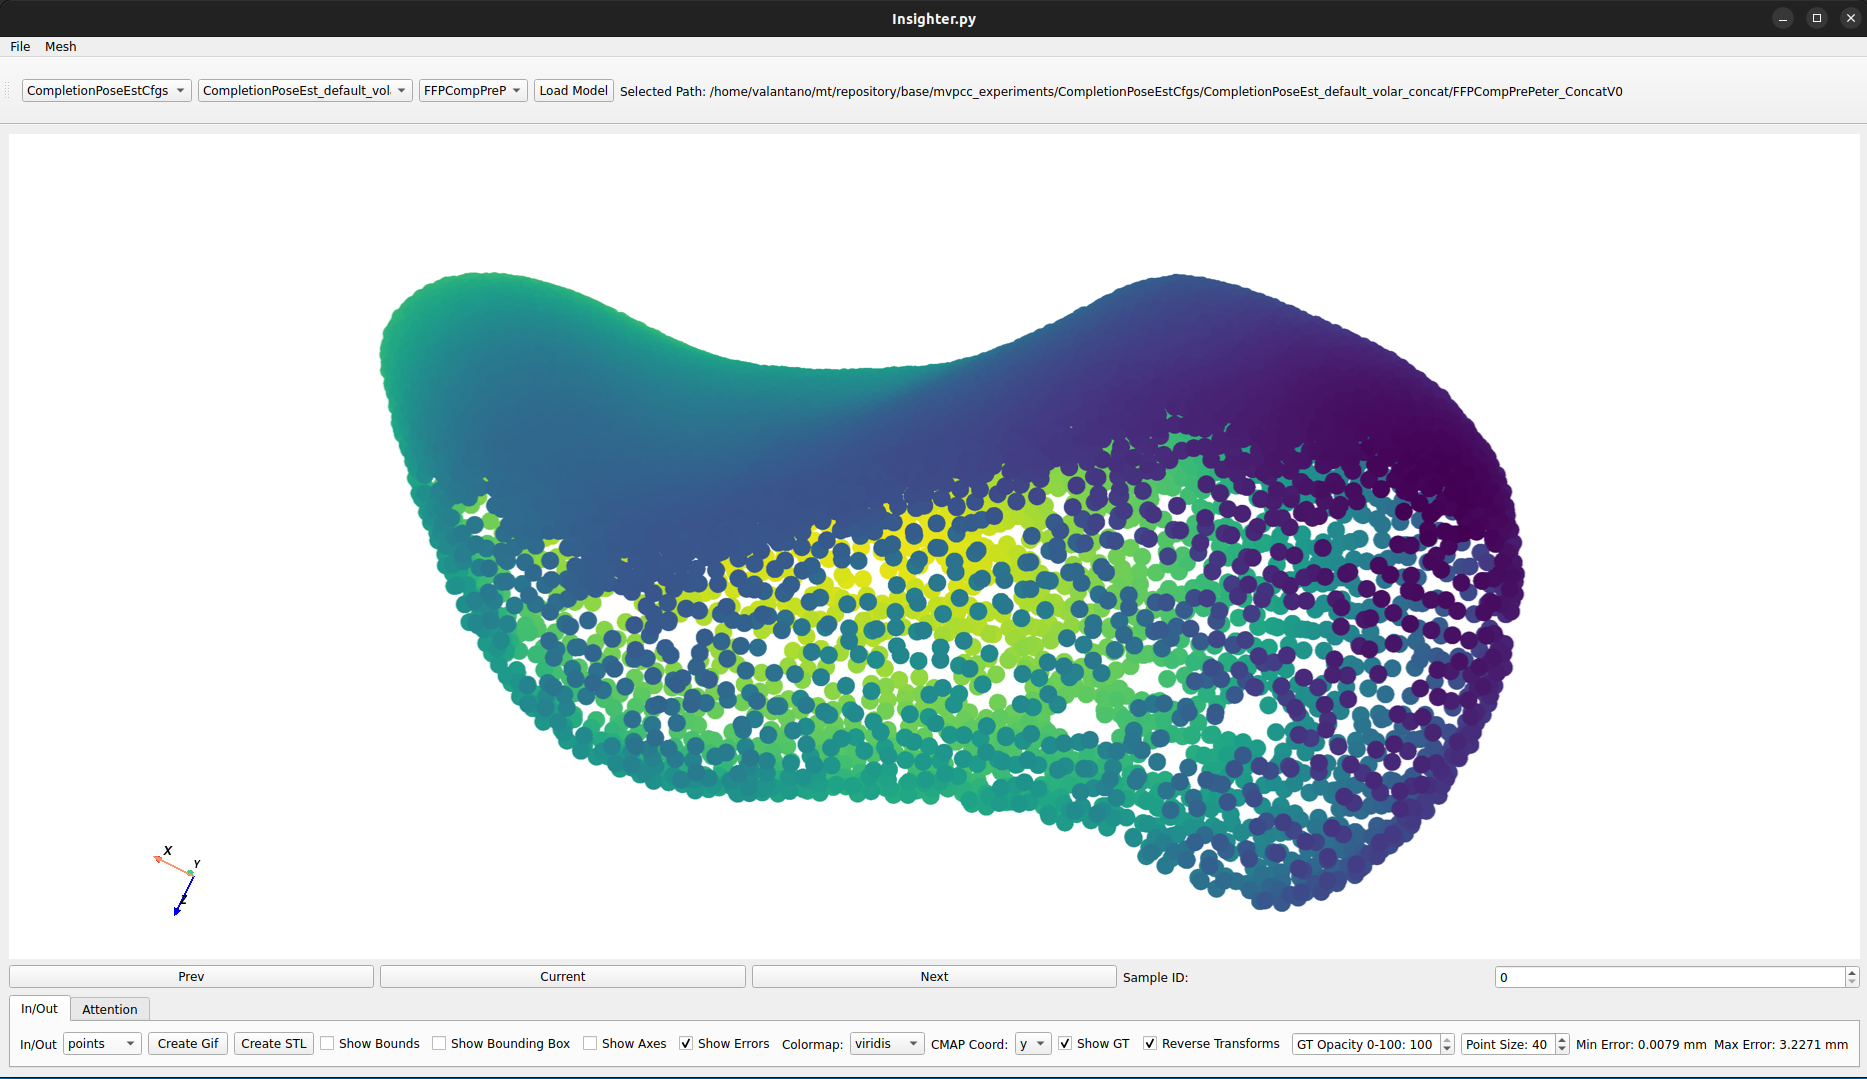 Insighter.py
File Mesh
CompletionPoseEstCfgs CompletionPoseEst_default_vol FFPCompPreP Load Model Selected Path: /home/valantano/mt/repository/base/mvpcc_experiments/CompletionPoseEstCfgs/CompletionPoseEst_default_volar_concat/FFPCompPrePeter_ConcatV0
X
Y
Z
Prev Current Next Sample ID: 0
In/Out Attention
In/Out points Create Gif Create STL Show Bounds Show Bounding Box Show Axes Show Errors Colormap: viridis CMAP Coord: y Show GT Reverse Transforms GT Opacity 0-100: 100 Point Size: 40 Min Error: 0.0079 mm Max Error: 3.2271 mm